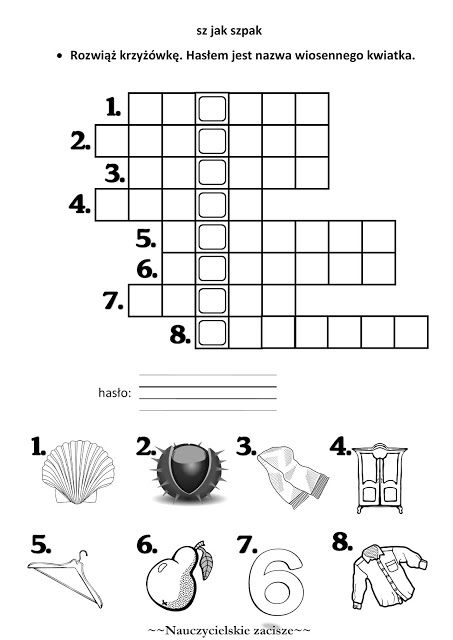 sz jak szpak
• Rozwiąż krzyżówkę. Hasłem jest nazwa wiosennego kwiatka.
1.
2.
3.
4.
5.
6.
7.
8.
hasło:
1. 2. 3. 4.
5. 6. 7. 8.
6
~~Nauczycielskie zacisze~~